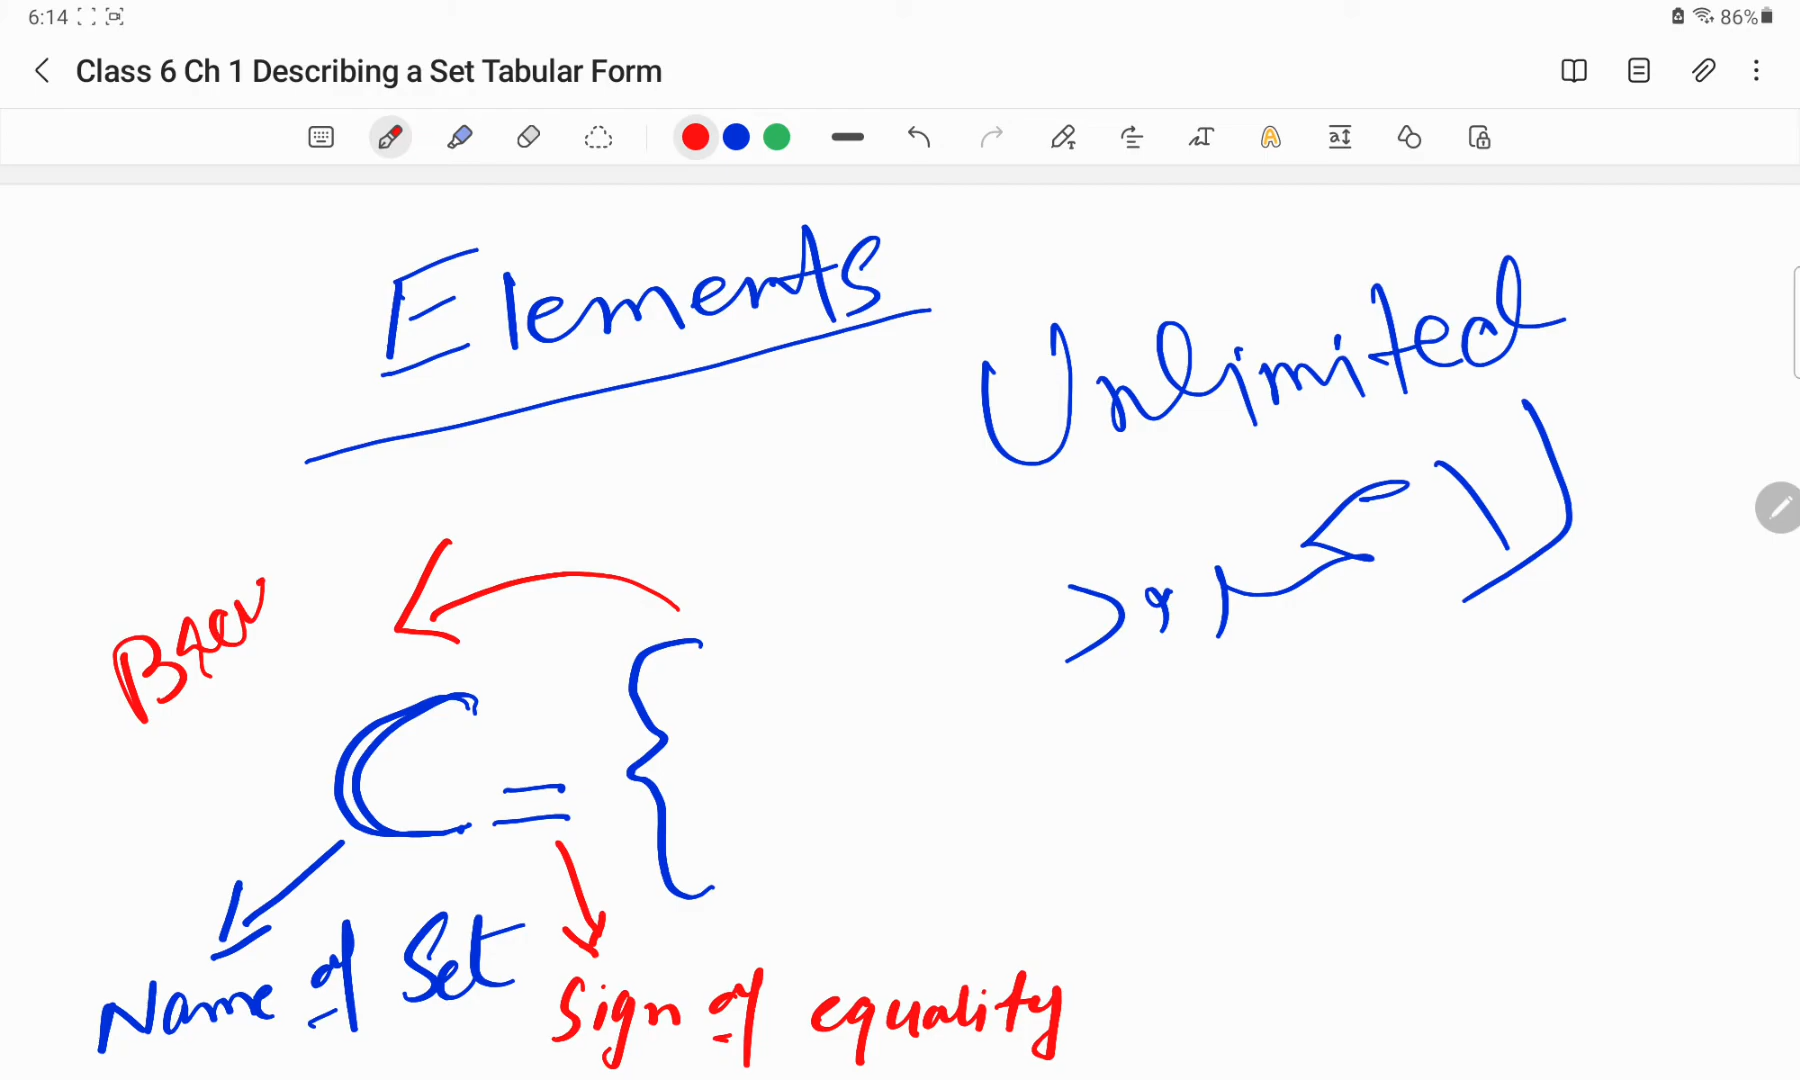 6:14 86%
Class 6 Ch 1 Describing a Set Tabular Form
Elements
Unlimited
C = {
Name of Set
Sign of equality